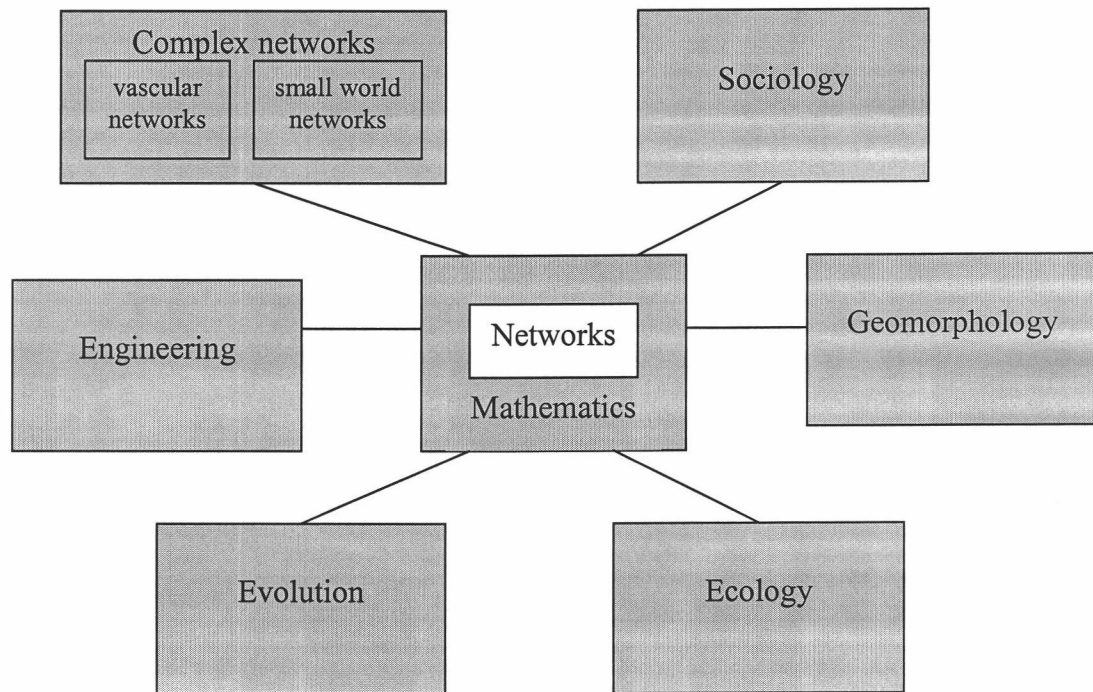 Complex networks
vascular
networks
small world
networks
Sociology
Engineering
Networks
Mathematics
Geomorphology
Evolution
Ecology